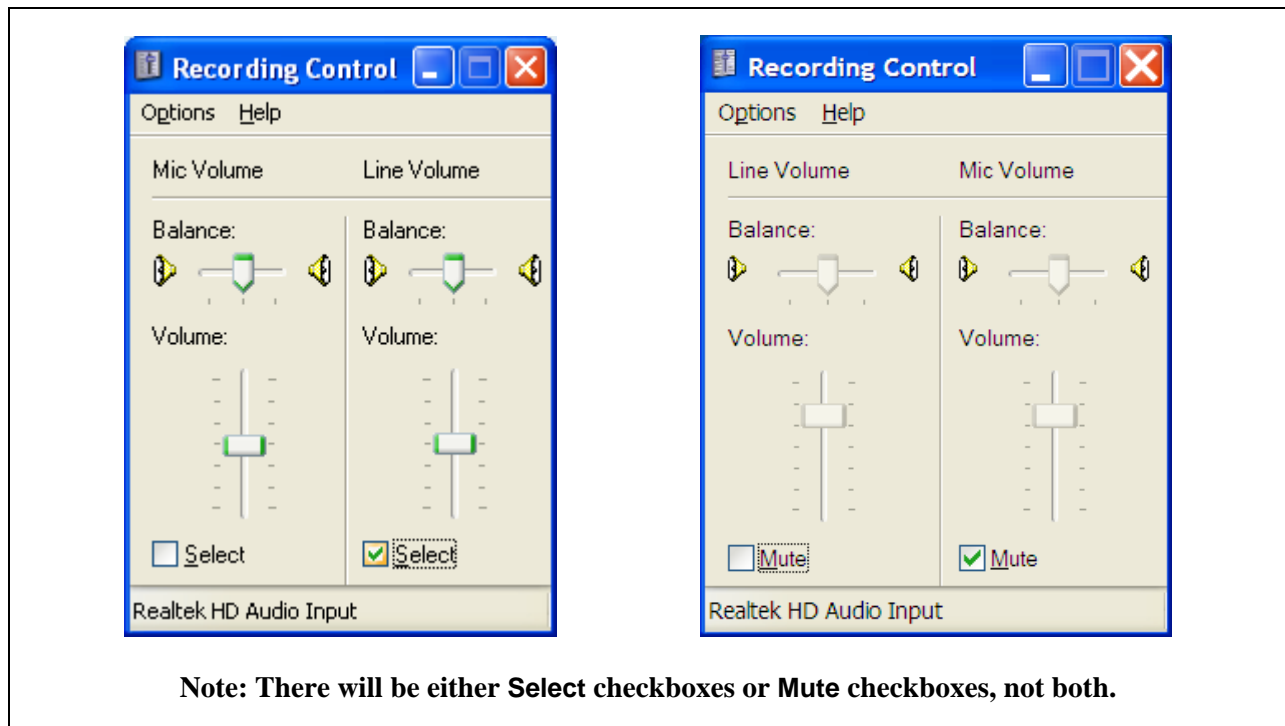 Recording Control
Options Help
Mic Volume Line Volume
Balance: Balance:
Volume: Volume:
Select Select
Realtek HD Audio Input
Recording Control
Options Help
Line Volume Mic Volume
Balance: Balance:
Volume: Volume:
Mute Mute
Realtek HD Audio Input
Note: There will be either Select checkboxes or Mute checkboxes, not both.